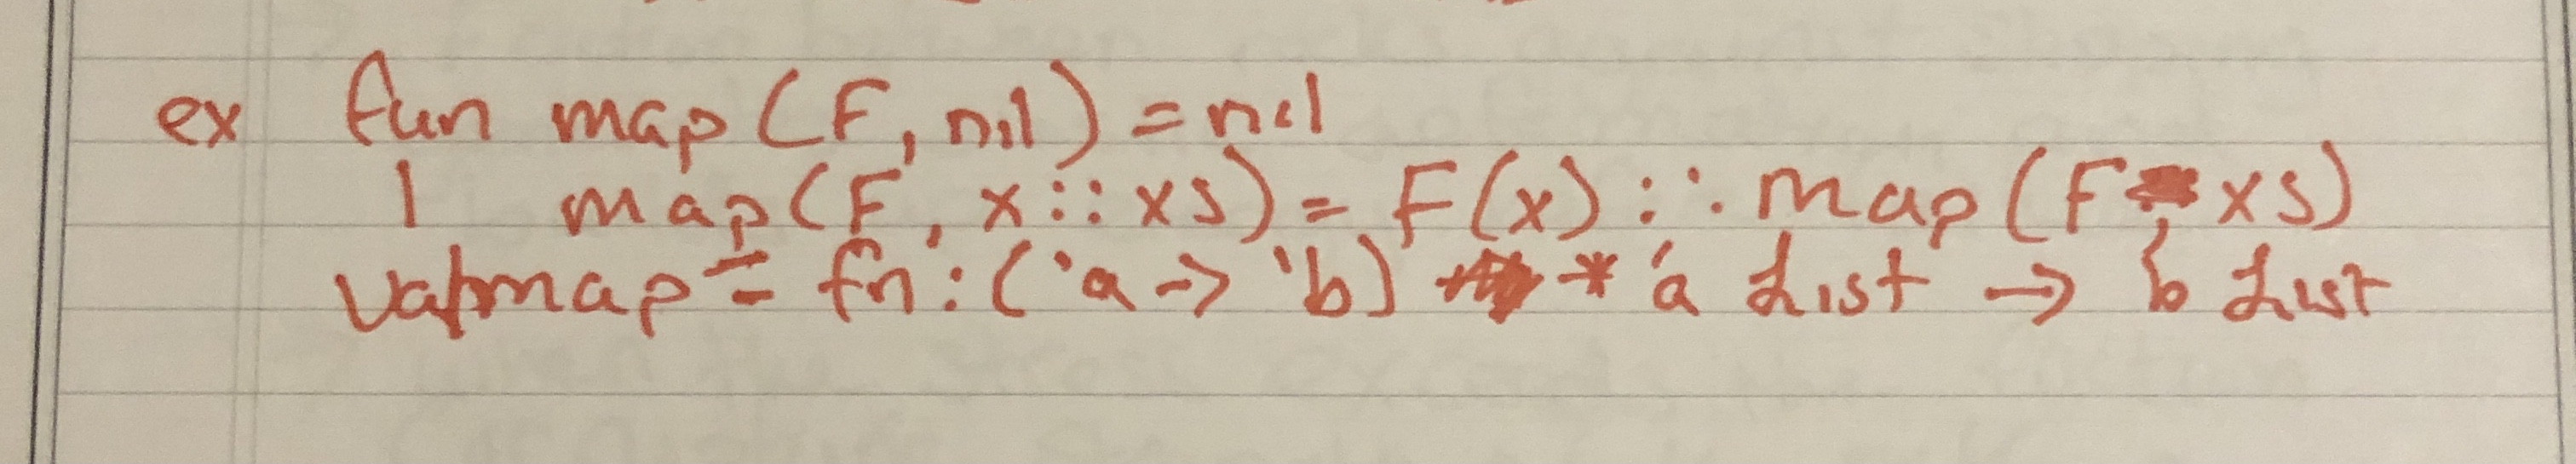 ex fun map (F, nil) = nil
| map (F, x::xs) = F(x) :: map (F, xs)
val map = fn : ('a -> 'b) * 'a list -> 'b list